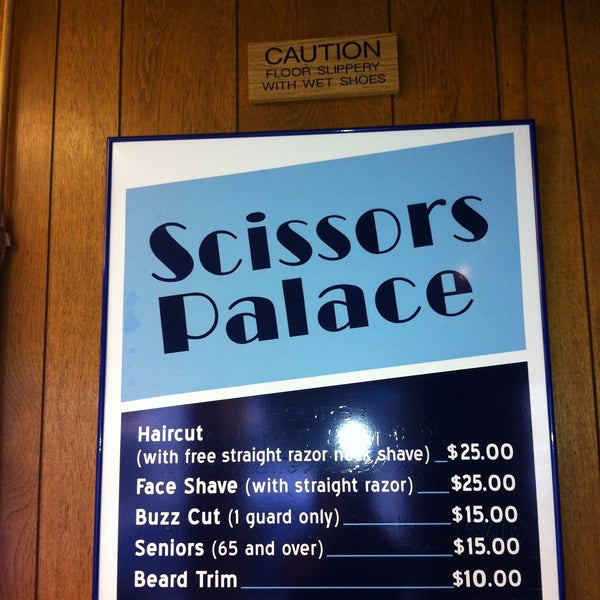 CAUTION
FLOOR SLIPPERY
WITH WET SHOES
Scissors
Palace
Haircut
(with free straight razor neck shave) $25.00
Face Shave (with straight razor) $25.00
Buzz Cut (1 guard only) $15.00
Seniors (65 and over) $15.00
Beard Trim $10.00